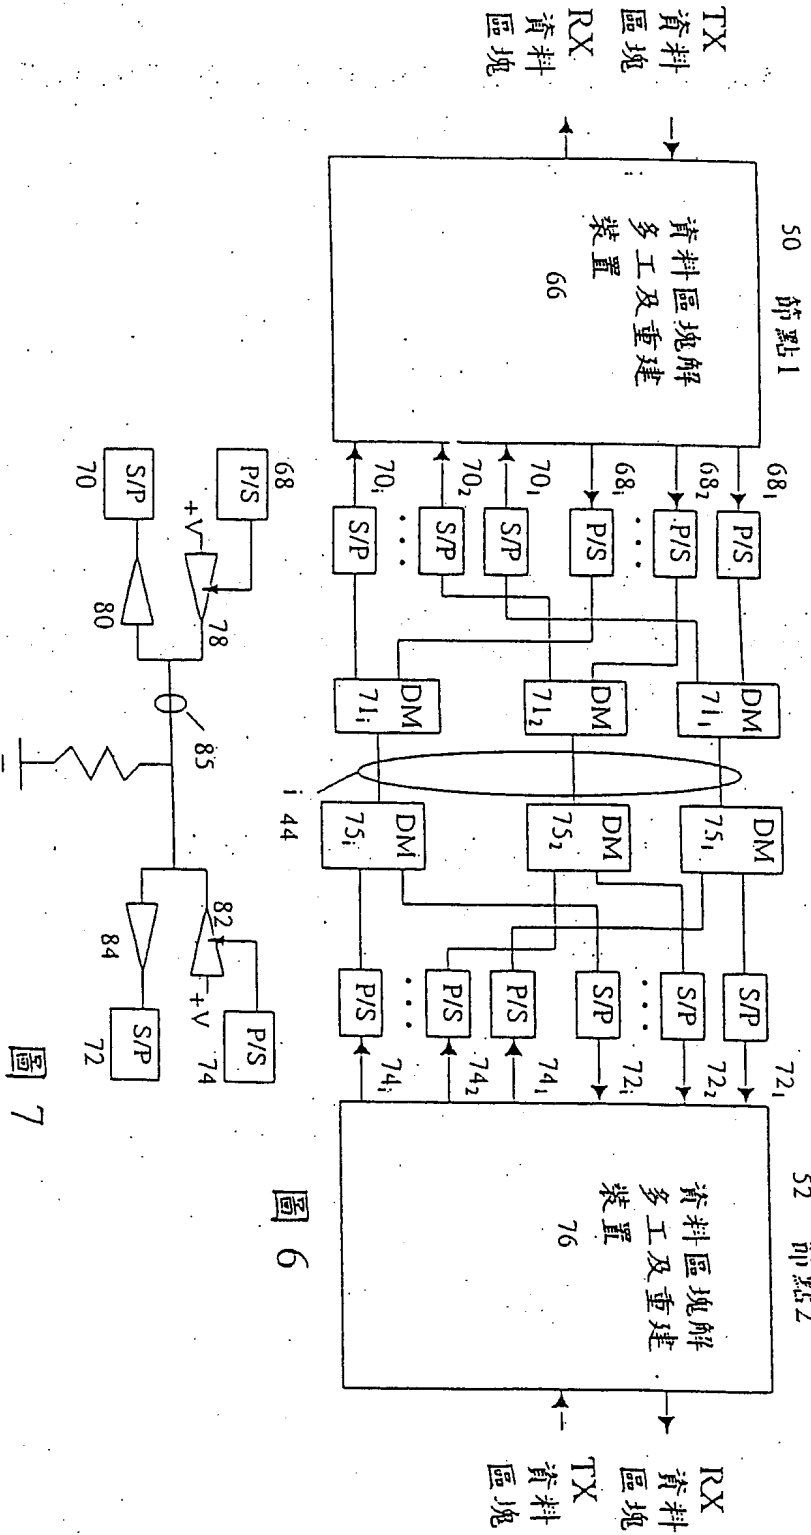 50 節點1
52 節點2
TX
資料
區塊
RX
資料
區塊
資料區塊解
多工及重建
裝置
66
68₁
68₂
68ᵢ
70₁
70₂
70ᵢ
P/S
P/S
P/S
S/P
S/P
S/P
DM
71₁
DM
71₂
DM
71ᵢ
i 44
DM
75₁
DM
75₂
DM
75ᵢ
S/P
S/P
S/P
P/S
P/S
P/S
72₁
72₂
72ᵢ
74₁
74₂
74ᵢ
資料區塊解
多工及重建
裝置
76
RX
資料
區塊
TX
資料
區塊
圖 6
68
P/S
+V
78
S/P
70
80
85
82
P/S
74
+V
84
S/P
72
圖 7